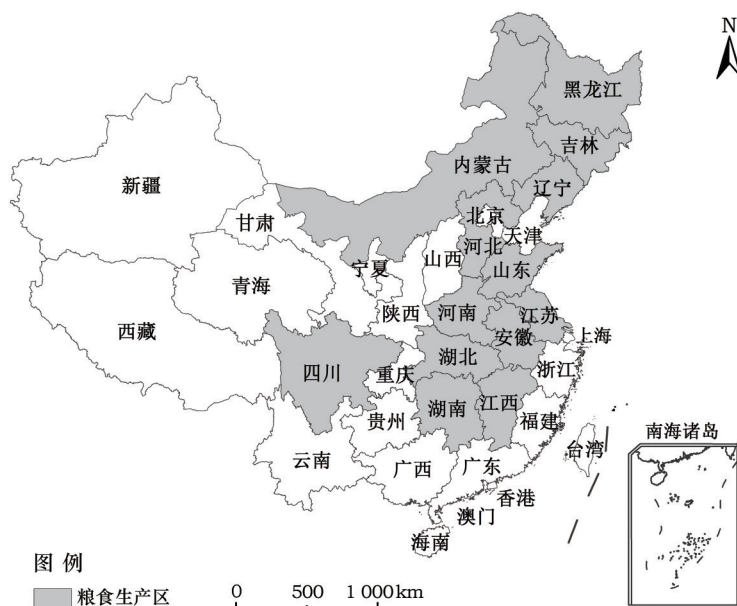 N
黑龙江
吉林
内蒙古
辽宁
新疆
北京
甘肃
天津
河北
山西
宁夏
山东
青海
陕西
河南
江苏
西藏
安徽
上海
湖北
浙江
四川
重庆
湖南
江西
贵州
福建
南海诸岛
台湾
云南
广西
广东
香港
澳门
海南
图 例
粮食生产区
0 500 1 000 km